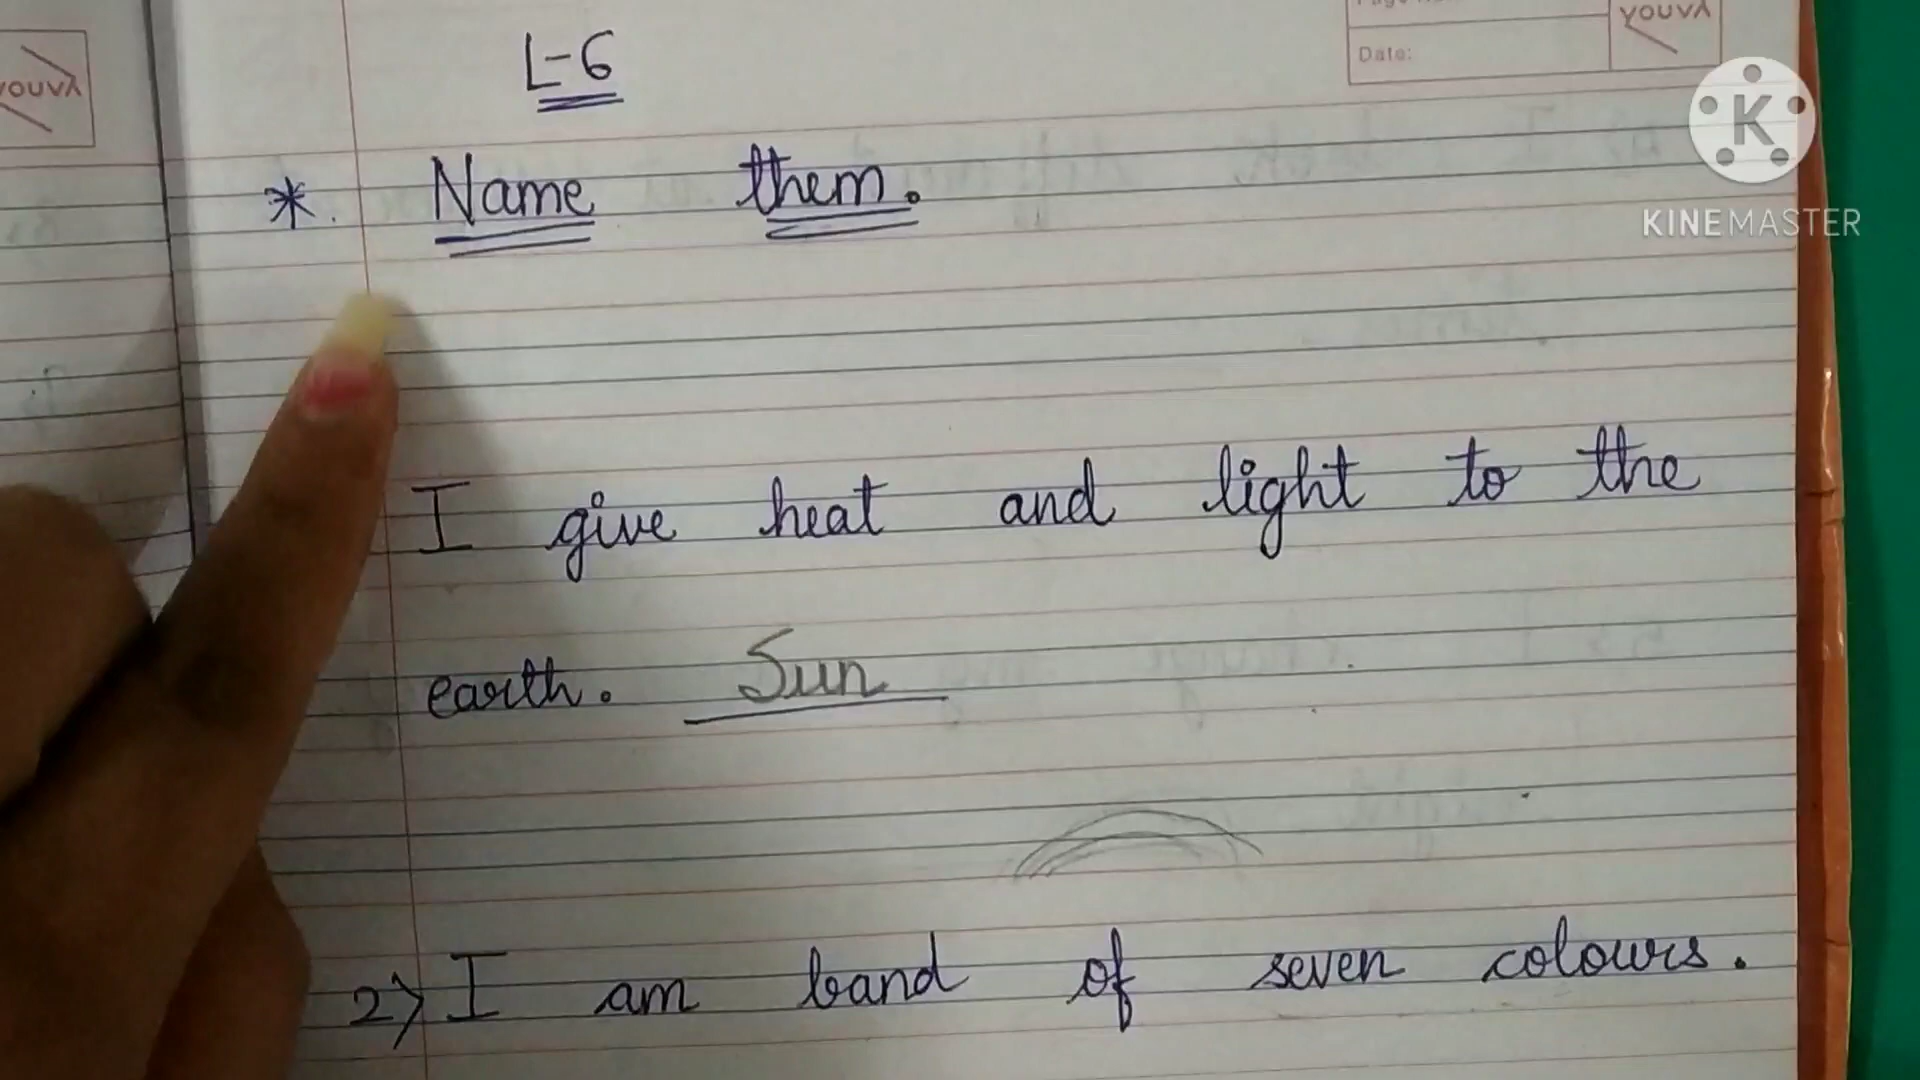 L-6
Date:
YOUVA
YOUVA
K
KINEMASTER
*. Name them.
I give heat and light to the
earth. Sun
2) I am band of seven colours.